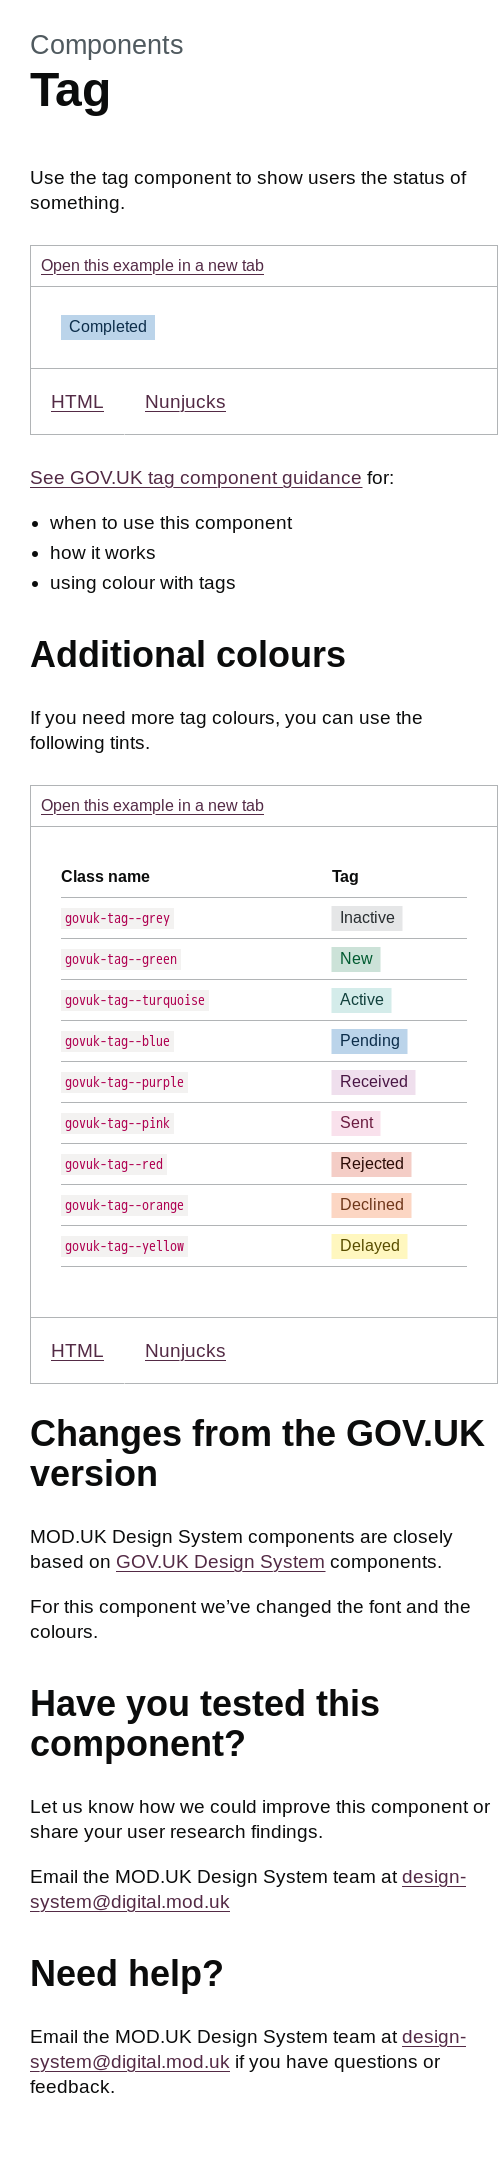 Components
Tag
Use the tag component to show users the status of
something.
Open this example in a new tab
Completed
HTML Nunjucks
See GOV.UK tag component guidance for:
• when to use this component
• how it works
• using colour with tags
Additional colours
If you need more tag colours, you can use the
following tints.
Open this example in a new tab
Class name Tag
govuk-tag--grey Inactive
govuk-tag--green New
govuk-tag--turquoise Active
govuk-tag--blue Pending
govuk-tag--purple Received
govuk-tag--pink Sent
govuk-tag--red Rejected
govuk-tag--orange Declined
govuk-tag--yellow Delayed
HTML Nunjucks
Changes from the GOV.UK
version
MOD.UK Design System components are closely
based on GOV.UK Design System components.
For this component we’ve changed the font and the
colours.
Have you tested this
component?
Let us know how we could improve this component or
share your user research findings.
Email the MOD.UK Design System team at design-
system@digital.mod.uk
Need help?
Email the MOD.UK Design System team at design-
system@digital.mod.uk if you have questions or
feedback.